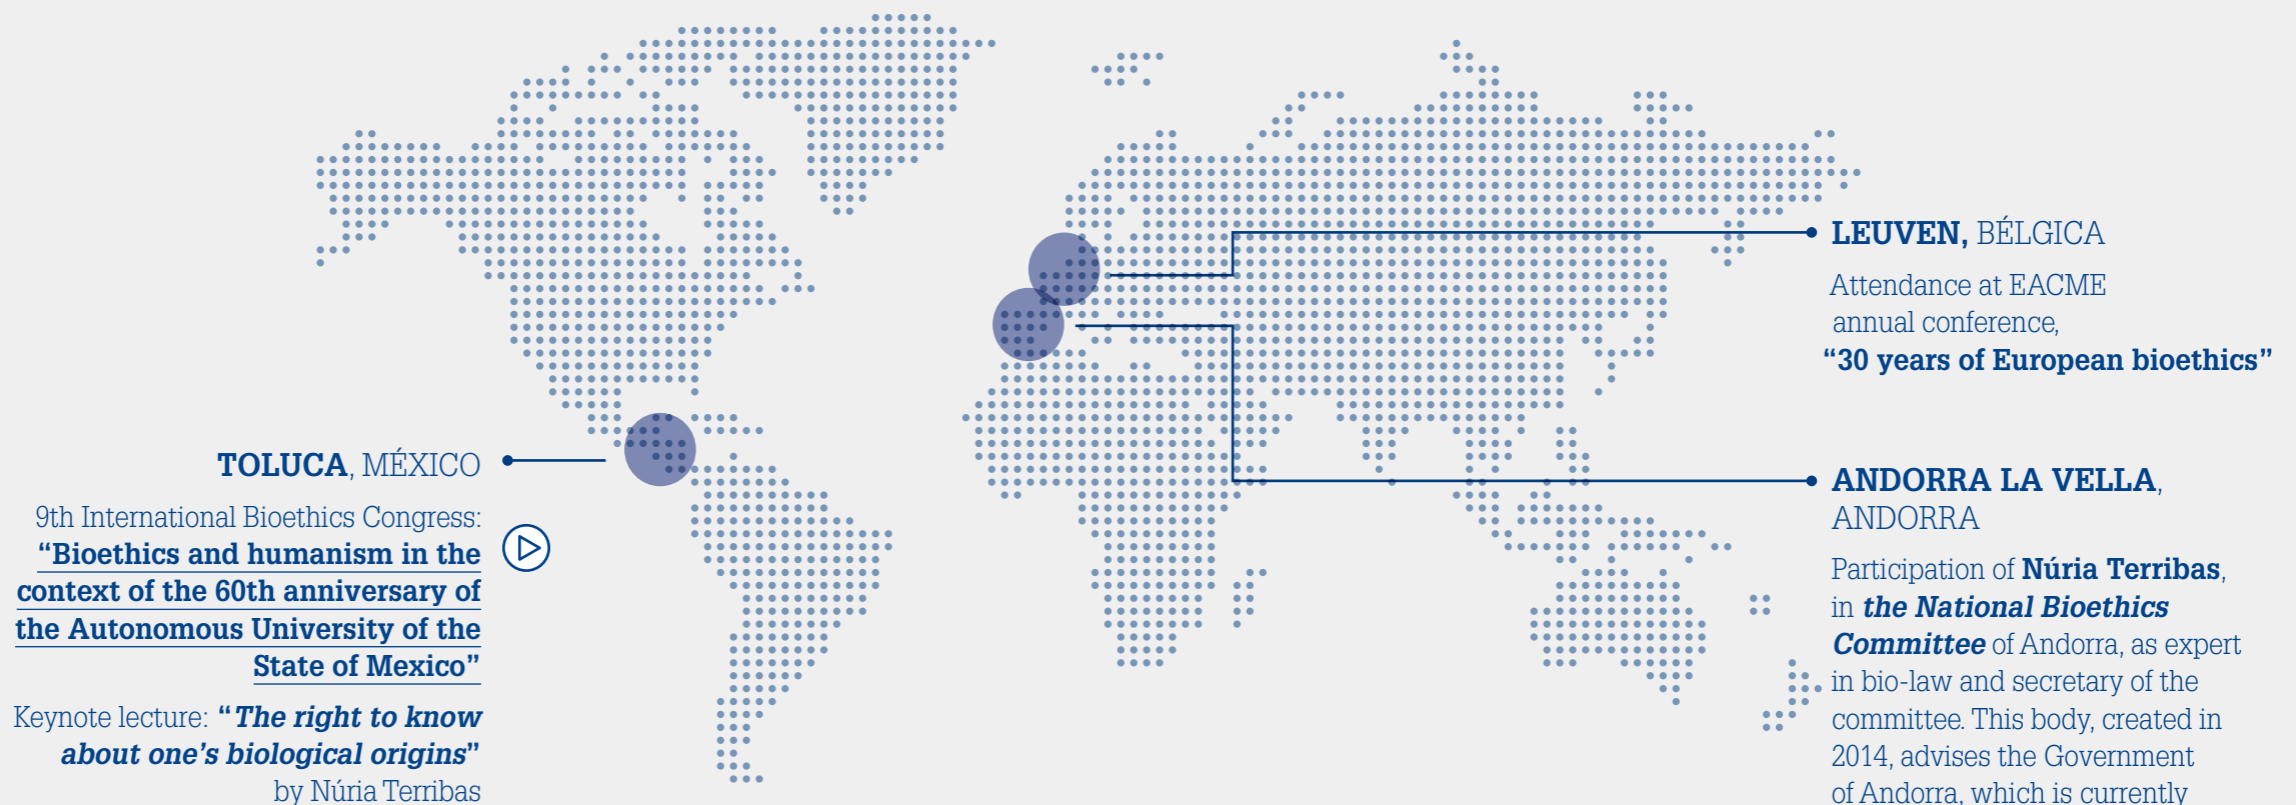 LEUVEN, BÉLGICA
Attendance at EACME
annual conference,
“30 years of European bioethics”
TOLUCA, MÉXICO
9th International Bioethics Congress:
“Bioethics and humanism in the
context of the 60th anniversary of
the Autonomous University of the
State of Mexico”
Keynote lecture: “The right to know
about one’s biological origins”
by Núria Terribas
ANDORRA LA VELLA,
ANDORRA
Participation of Núria Terribas,
in the National Bioethics
Committee of Andorra, as expert
in bio-law and secretary of the
committee. This body, created in
2014, advises the Government
of Andorra, which is currently